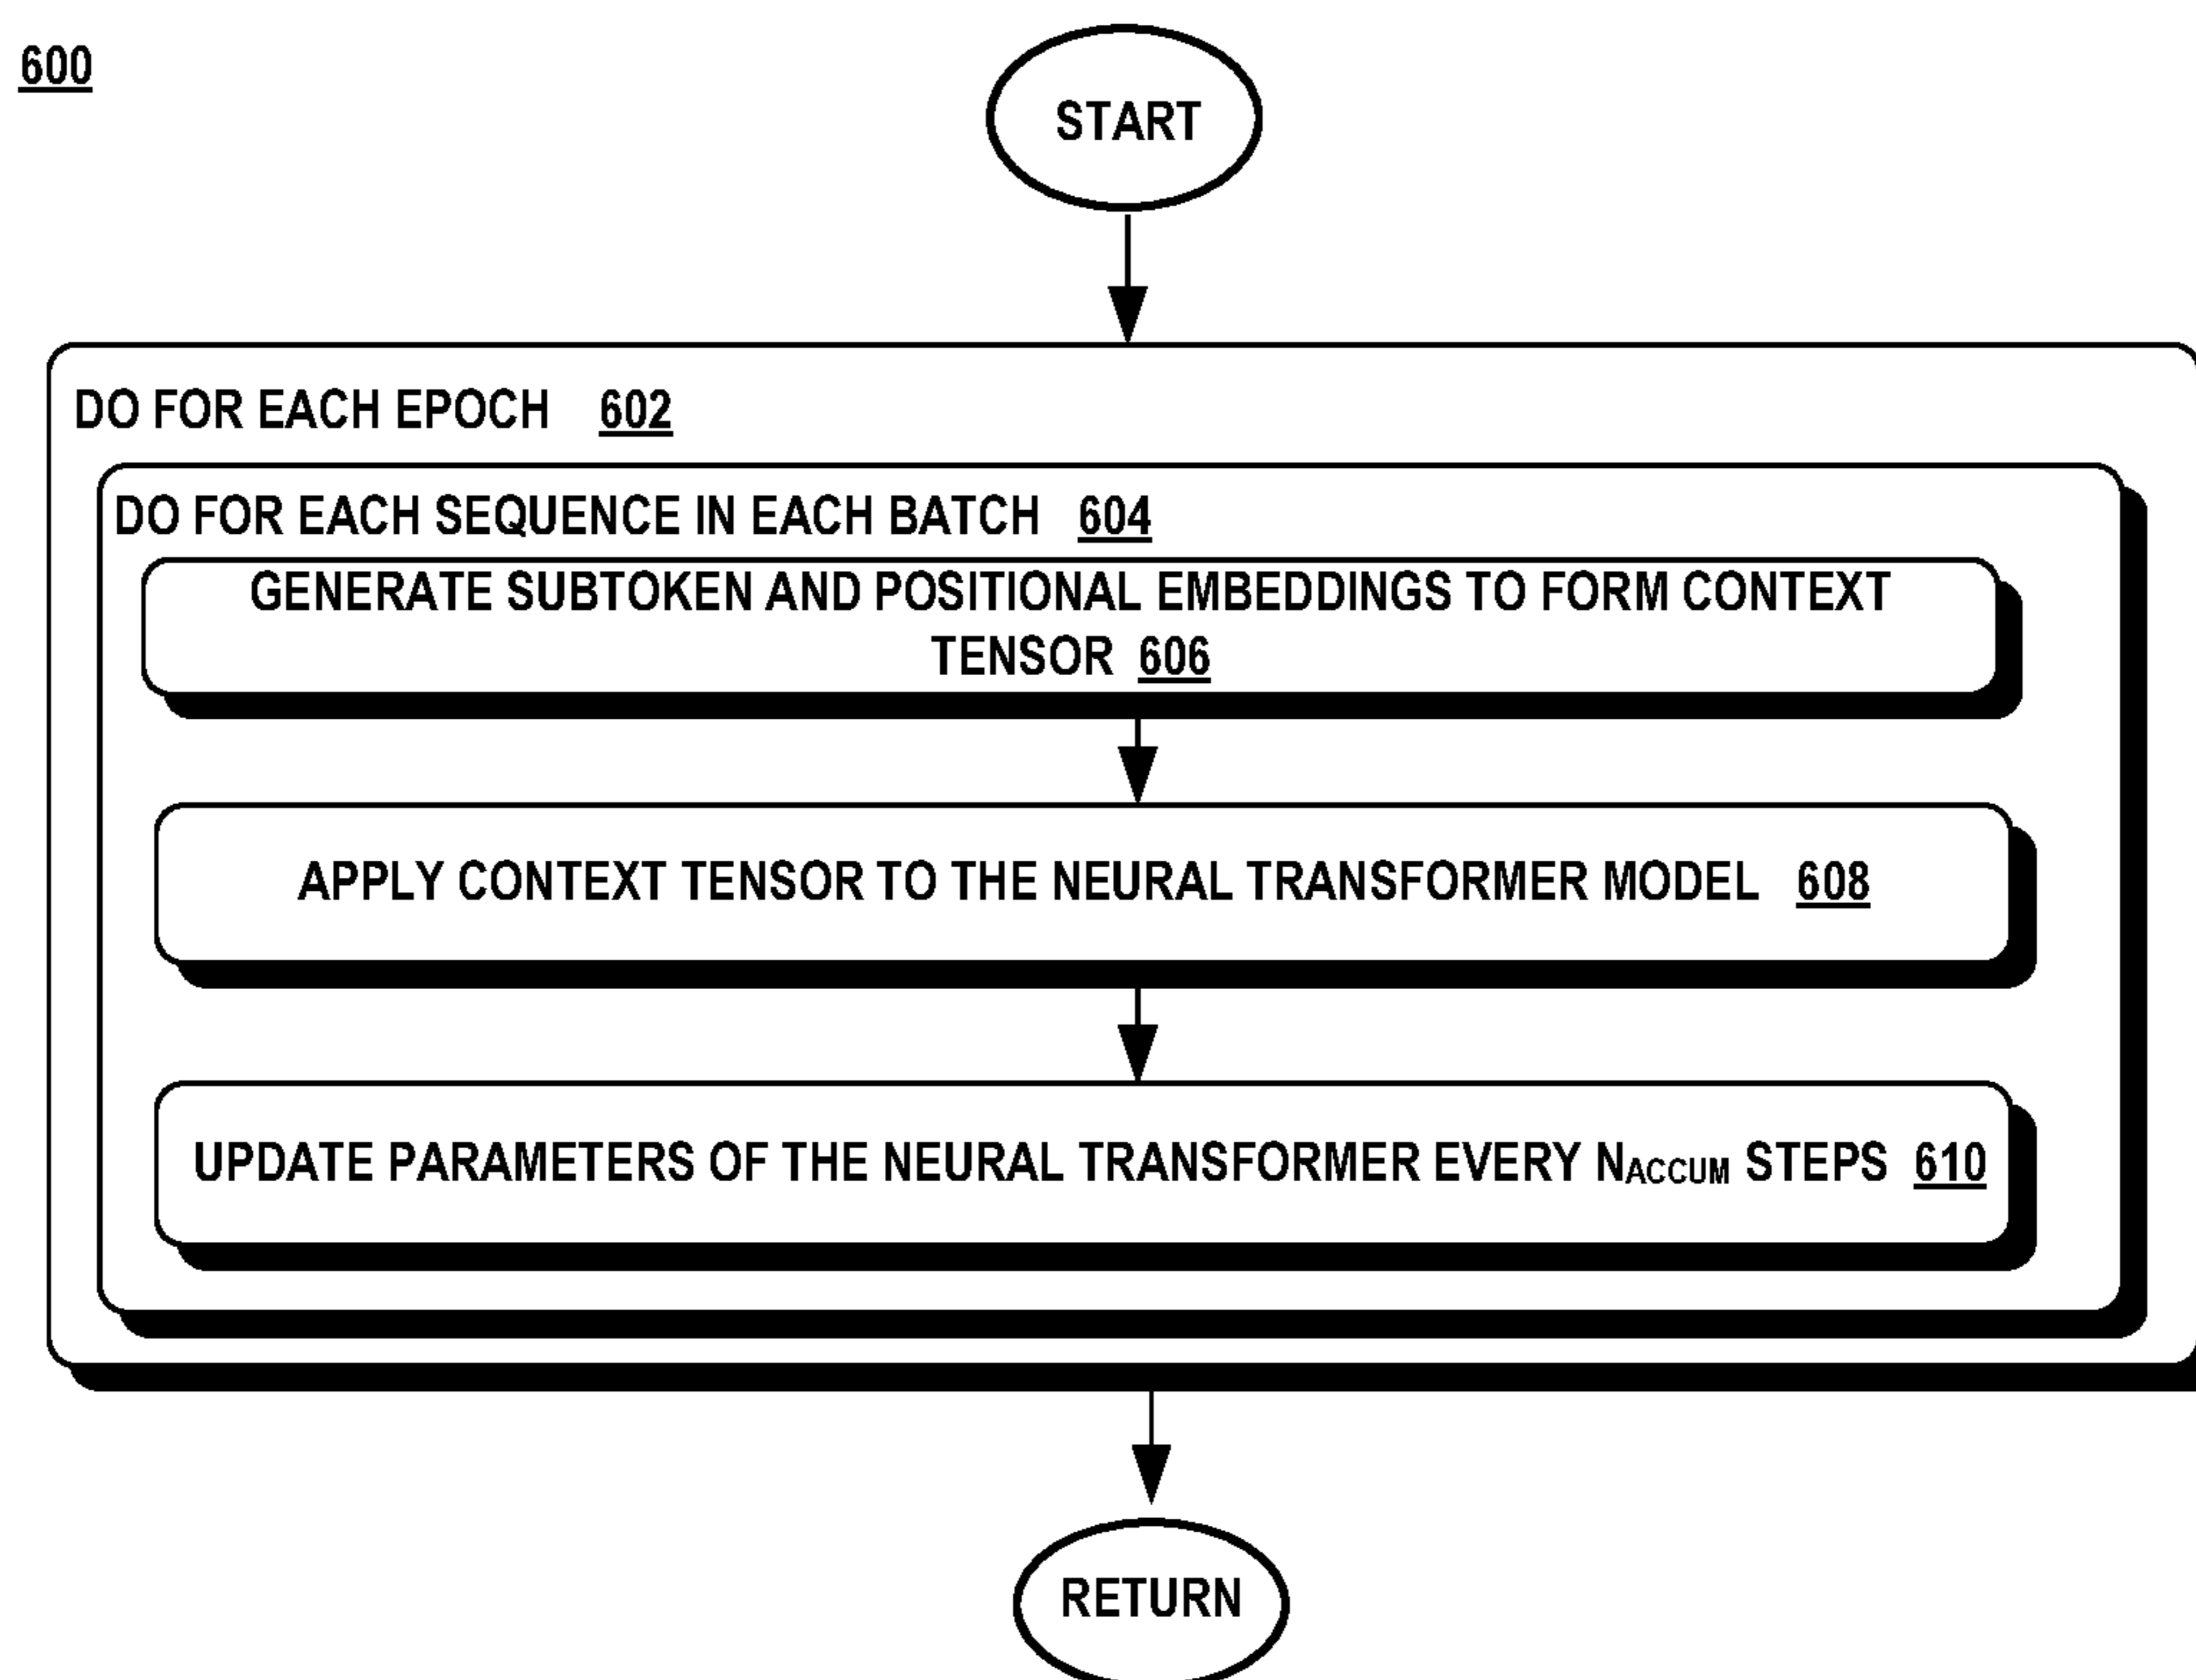 600
START
DO FOR EACH EPOCH 602
DO FOR EACH SEQUENCE IN EACH BATCH 604
GENERATE SUBTOKEN AND POSITIONAL EMBEDDINGS TO FORM CONTEXT
TENSOR 606
APPLY CONTEXT TENSOR TO THE NEURAL TRANSFORMER MODEL 608
UPDATE PARAMETERS OF THE NEURAL TRANSFORMER EVERY NACCUM STEPS 610
RETURN